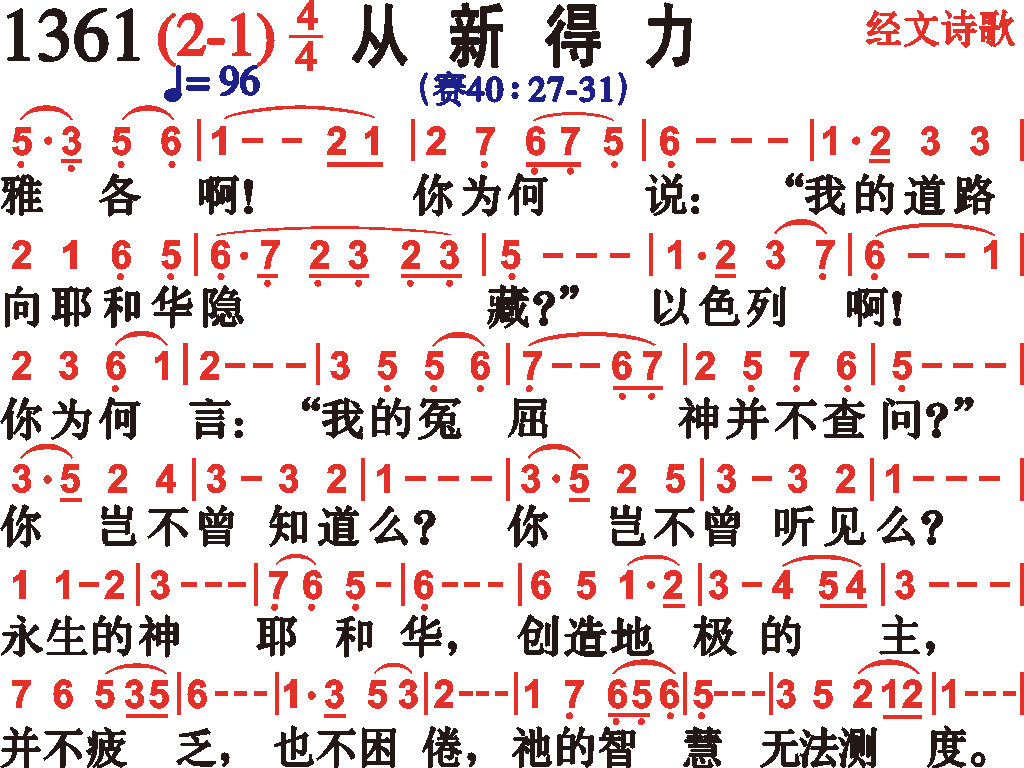 1361 (2-1) 4/4 从新得力 经文诗歌
♩=96 (赛40:27-31)
5·3 5 6 | 1 - - 2 1 | 2 7 6 7 5 | 6 - - - | 1·2 3 3 |
雅各啊! 你为何说:“我的道路
2 1 6 5 | 6·7 2 3 2 3 | 5 - - - | 1·2 3 7 | 6 - - 1 |
向耶和华隐藏?” 以色列啊!
2 3 6 1 | 2 - - - | 3 5 5 6 | 7 - - 6 7 | 2 5 7 6 | 5 - - - |
你为何言:“我的冤屈 神并不查问?”
3·5 2 4 | 3 - 3 2 | 1 - - - | 3·5 2 5 | 3 - 3 2 | 1 - - - |
你岂不曾知道么? 你岂不曾听见么?
1 1 - 2 | 3 - - - | 7 6 5 - | 6 - - - | 6 5 1·2 | 3 - 4 5 4 | 3 - - - |
永生的神 耶和华, 创造地极的主,
7 6 5 3 5 | 6 - - - | 1·3 5 3 | 2 - - - | 1 7 6 5 6 | 5 - - - | 3 5 2 1 2 | 1 - - - |
并不疲乏, 也不困倦, 祂的智慧 无法测度。